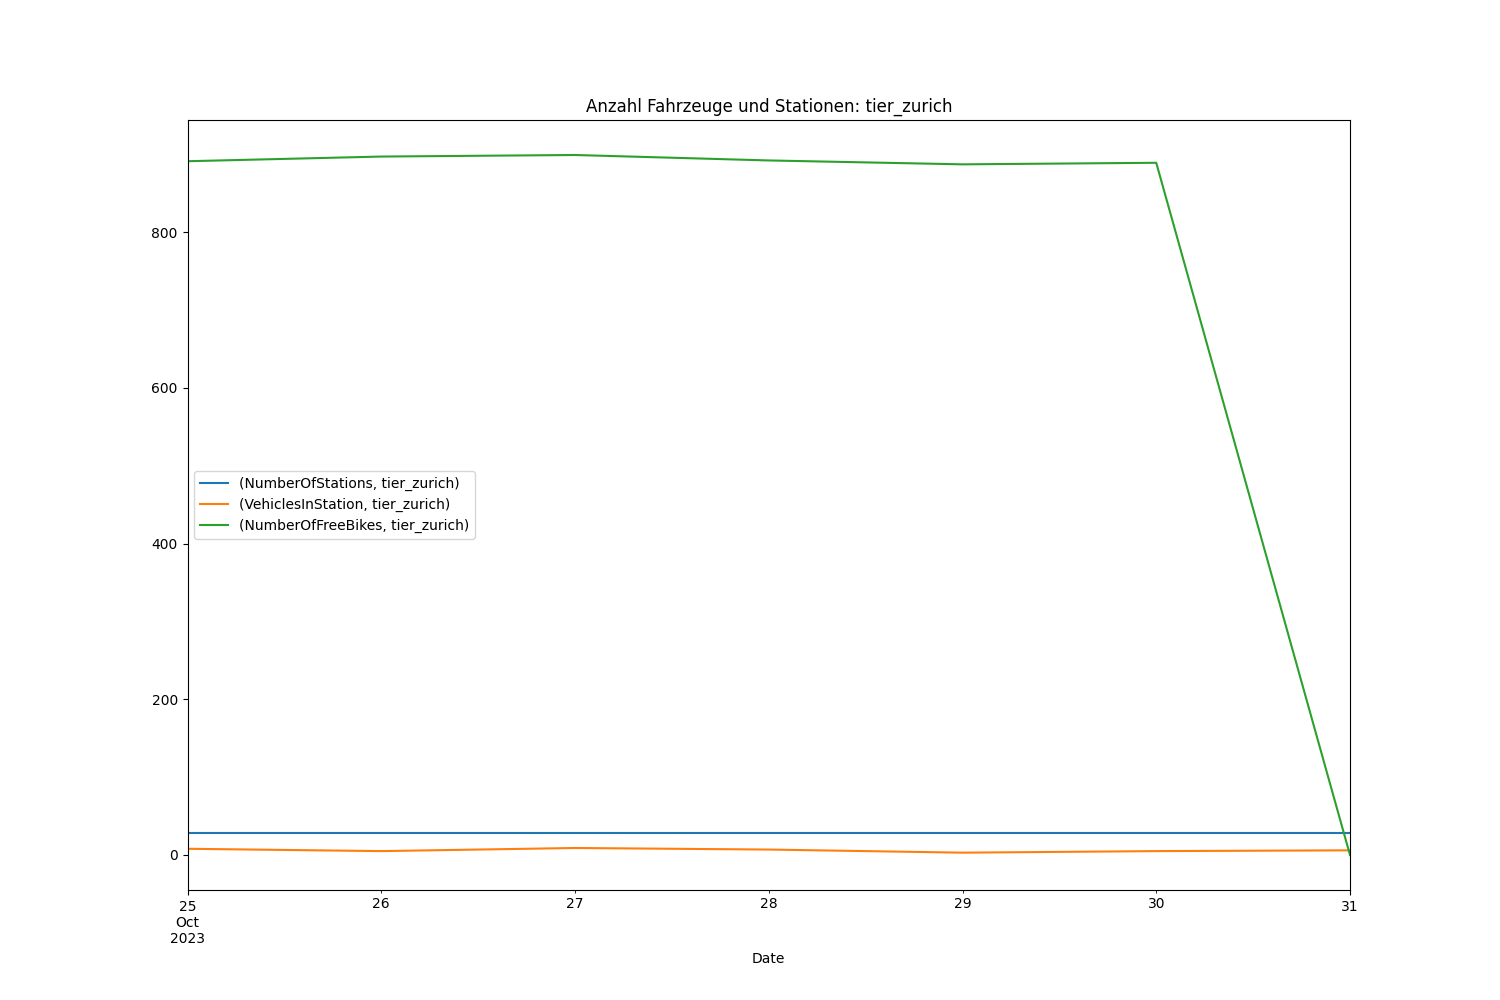 Anzahl Fahrzeuge und Stationen: tier_zurich
800
600
400
200
0
(NumberOfStations, tier_zurich)
(VehiclesInStation, tier_zurich)
(NumberOfFreeBikes, tier_zurich)
25 26 27 28 29 30 31
Oct
2023
Date